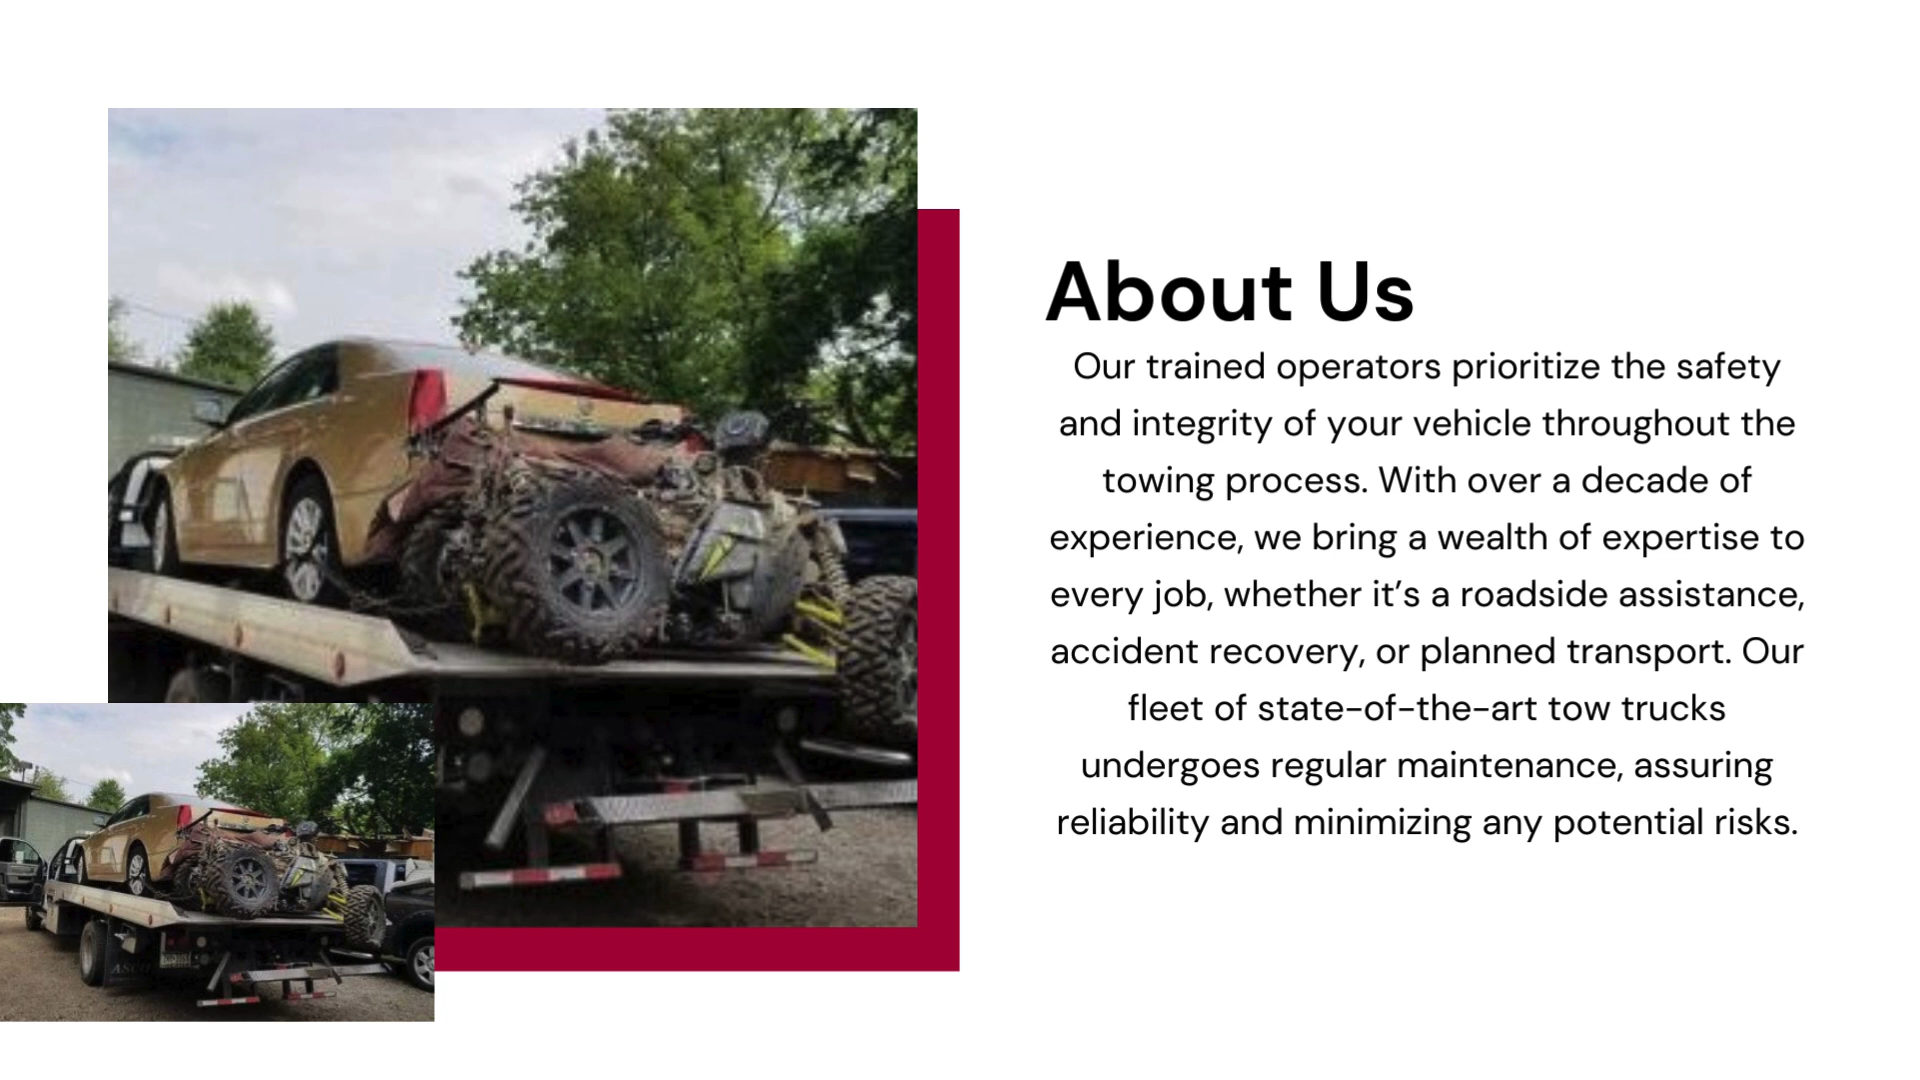 About Us
Our trained operators prioritize the safety
and integrity of your vehicle throughout the
towing process. With over a decade of
experience, we bring a wealth of expertise to
every job, whether it’s a roadside assistance,
accident recovery, or planned transport. Our
fleet of state-of-the-art tow trucks
undergoes regular maintenance, assuring
reliability and minimizing any potential risks.